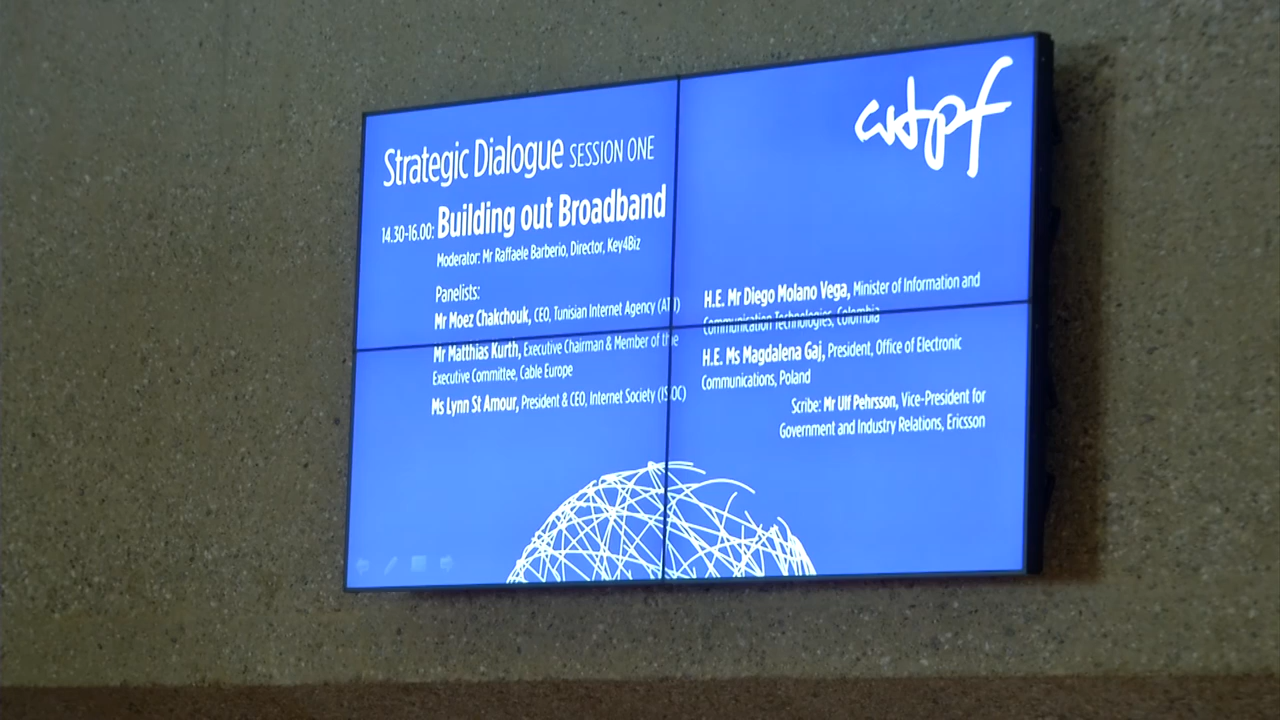 wtpf
Strategic Dialogue SESSION ONE
14.30-16.00: Building out Broadband
Moderator: Mr Raffaele Barberio, Director, Key4Biz
Panelists:
Mr Moez Chakchouk, CEO, Tunisian Internet Agency (ATI)
Mr Matthias Kurth, Executive Chairman & Member of the
Executive Committee, Cable Europe
Ms Lynn St Amour, President & CEO, Internet Society (ISOC)
H.E. Mr Diego Molano Vega, Minister of Information and
Communication Technologies, Colombia
H.E. Ms Magdalena Gaj, President, Office of Electronic
Communications, Poland
Scribe: Mr Ulf Pehrsson, Vice-President for
Government and Industry Relations, Ericsson